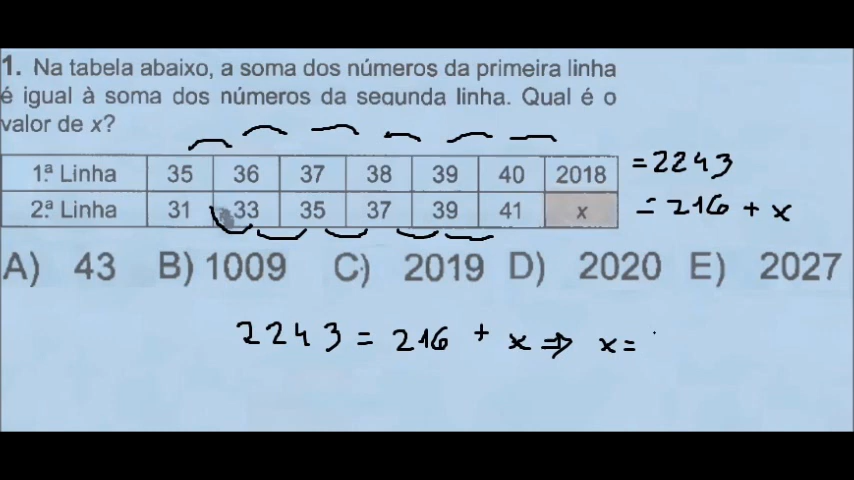 1. Na tabela abaixo, a soma dos números da primeira linha
é igual à soma dos números da segunda linha. Qual é o
valor de x?
1ª Linha 35 36 37 38 39 40 2018 = 2243
2ª Linha 31 33 35 37 39 41 x = 216 + x
A) 43 B) 1009 C) 2019 D) 2020 E) 2027
2243 = 216 + x ⇒ x =